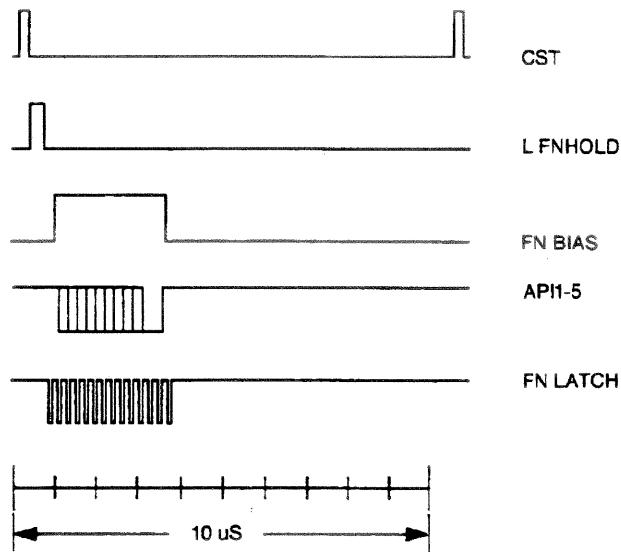 CST
L FNHOLD
FN BIAS
API1-5
FN LATCH
10 uS